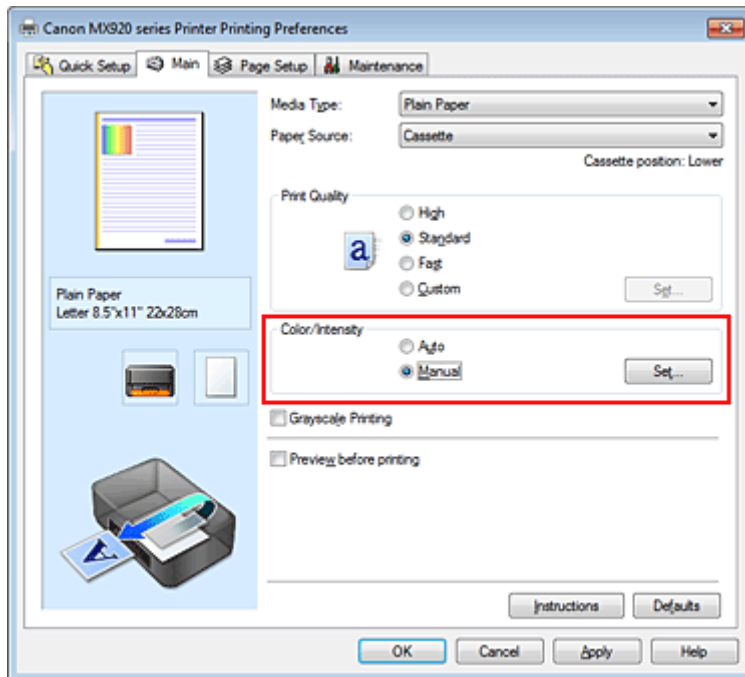 Canon MX920 series Printer Printing Preferences
Quick Setup Main Page Setup Maintenance
Media Type: Plain Paper
Paper Source: Cassette
Cassette position: Lower
Print Quality
High
a Standard
Fast
Custom Set...
Plain Paper
Letter 8.5"x11" 22x28cm
Color/Intensity
Auto
Manual Set...
Grayscale Printing
Preview before printing
A
Instructions Defaults
OK Cancel Apply Help